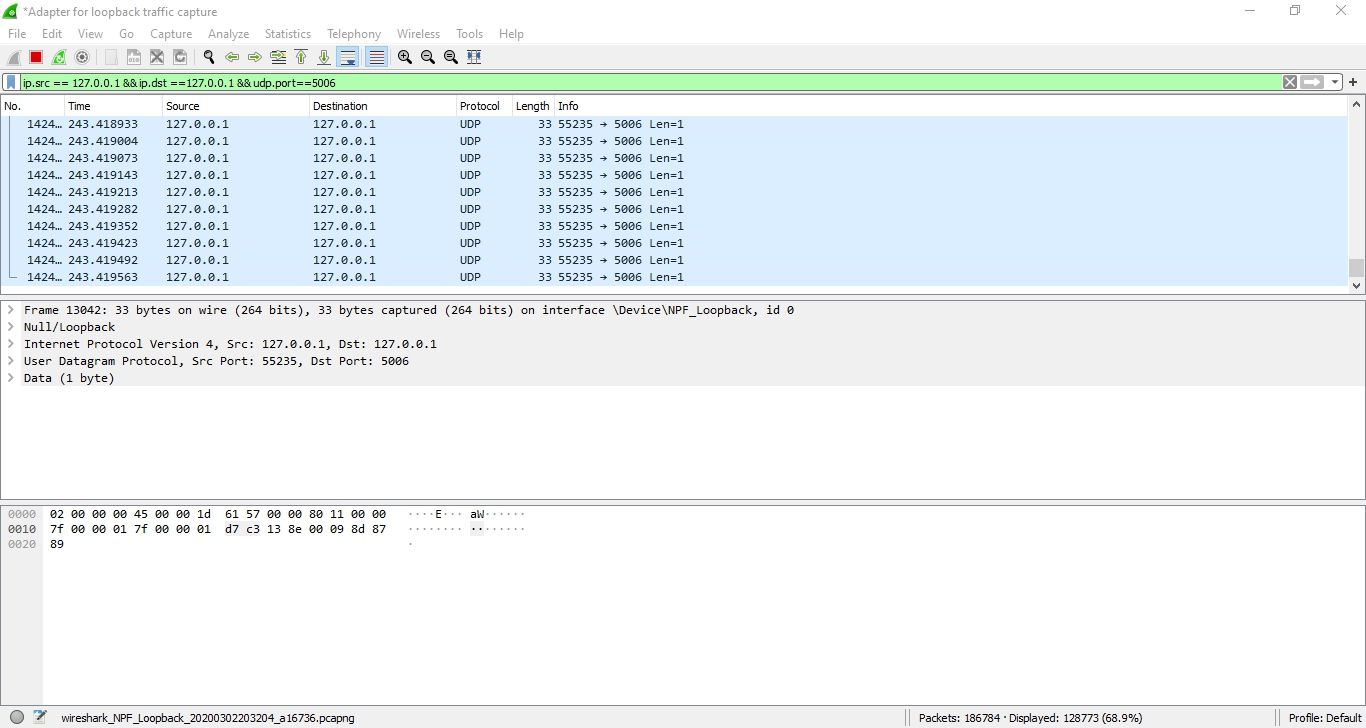 *Adapter for loopback traffic capture
File Edit View Go Capture Analyze Statistics Telephony Wireless Tools Help
ip.src == 127.0.0.1 && ip.dst ==127.0.0.1 && udp.port==5006
No. Time Source Destination Protocol Length Info
1424… 243.418933 127.0.0.1 127.0.0.1 UDP 33 55235 → 5006 Len=1
1424… 243.419004 127.0.0.1 127.0.0.1 UDP 33 55235 → 5006 Len=1
1424… 243.419073 127.0.0.1 127.0.0.1 UDP 33 55235 → 5006 Len=1
1424… 243.419143 127.0.0.1 127.0.0.1 UDP 33 55235 → 5006 Len=1
1424… 243.419213 127.0.0.1 127.0.0.1 UDP 33 55235 → 5006 Len=1
1424… 243.419282 127.0.0.1 127.0.0.1 UDP 33 55235 → 5006 Len=1
1424… 243.419352 127.0.0.1 127.0.0.1 UDP 33 55235 → 5006 Len=1
1424… 243.419423 127.0.0.1 127.0.0.1 UDP 33 55235 → 5006 Len=1
1424… 243.419492 127.0.0.1 127.0.0.1 UDP 33 55235 → 5006 Len=1
1424… 243.419563 127.0.0.1 127.0.0.1 UDP 33 55235 → 5006 Len=1
Frame 13042: 33 bytes on wire (264 bits), 33 bytes captured (264 bits) on interface \Device\NPF_Loopback, id 0
Null/Loopback
Internet Protocol Version 4, Src: 127.0.0.1, Dst: 127.0.0.1
User Datagram Protocol, Src Port: 55235, Dst Port: 5006
Data (1 byte)
0000 02 00 00 00 45 00 00 1d 61 57 00 00 80 11 00 00 ····E··· aW······
0010 7f 00 00 01 7f 00 00 01 d7 c3 13 8e 00 09 8d 87 ········ ········
0020 89 ·
wireshark_NPF_Loopback_20200302203204_a16736.pcapng Packets: 186784 · Displayed: 128773 (68.9%) Profile: Default